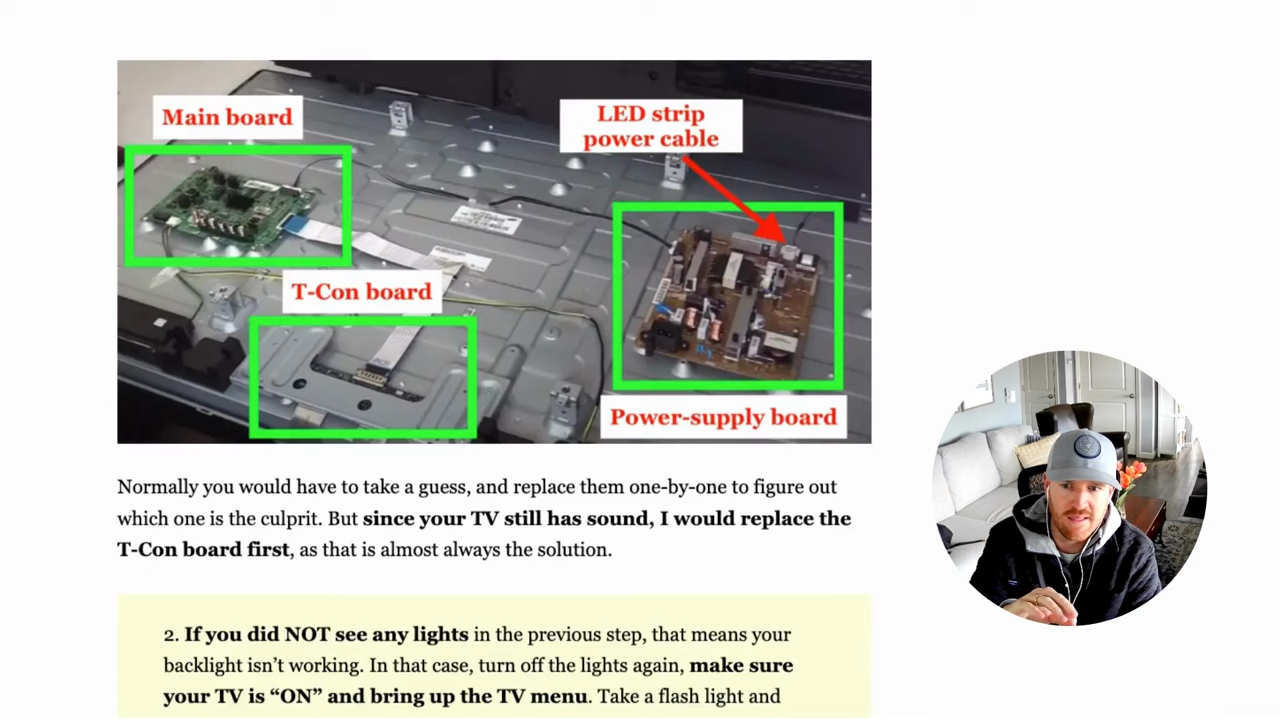 Main board
LED strip
power cable
T-Con board
Power-supply board
Normally you would have to take a guess, and replace them one-by-one to figure out
which one is the culprit. But since your TV still has sound, I would replace the
T-Con board first, as that is almost always the solution.
2. If you did NOT see any lights in the previous step, that means your
backlight isn’t working. In that case, turn off the lights again, make sure
your TV is “ON” and bring up the TV menu. Take a flash light and